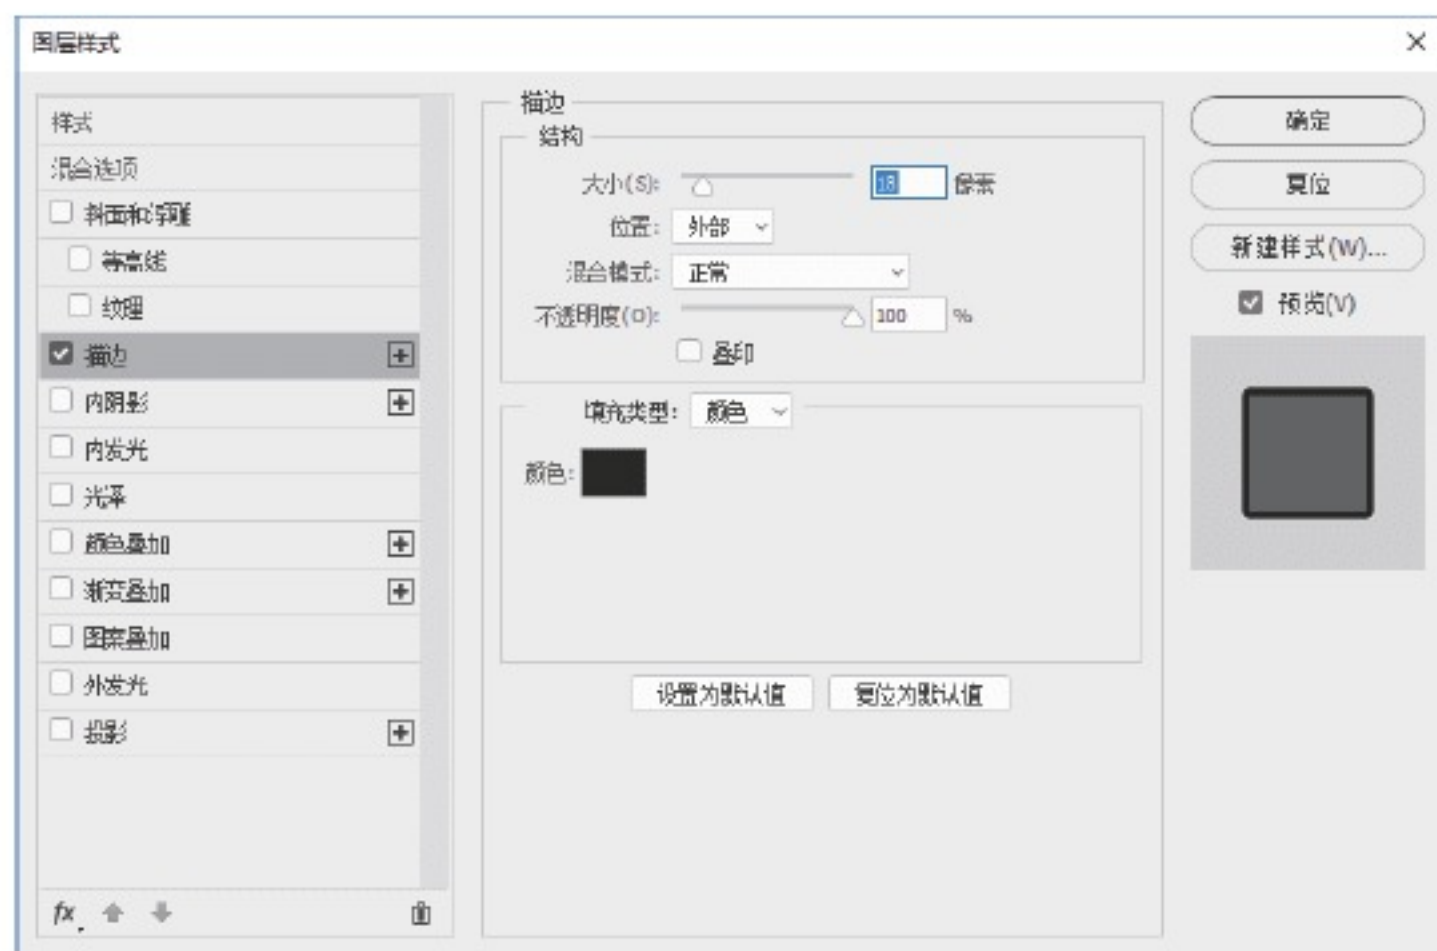 图层样式
样式
混合选项
斜面和浮雕
等高线
纹理
描边
内阴影
内发光
光泽
颜色叠加
渐变叠加
图案叠加
外发光
投影
fx
描边
结构
大小(S): 18 像素
位置: 外部
混合模式: 正常
不透明度(O): 100 %
叠印
填充类型: 颜色
颜色:
设置为默认值 复位为默认值
确定
复位
新建样式(W)...
预览(V)